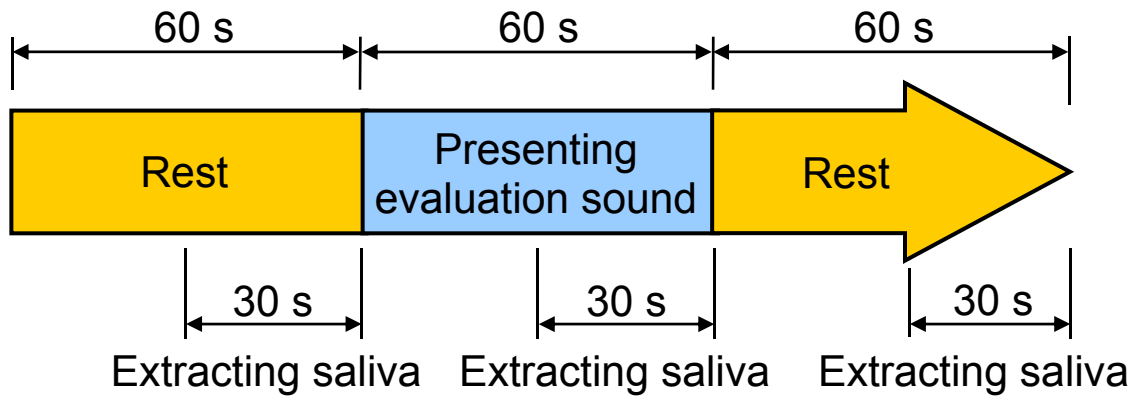 60 s 60 s 60 s
Rest
Presenting
evaluation sound
Rest
30 s 30 s 30 s
Extracting saliva Extracting saliva Extracting saliva